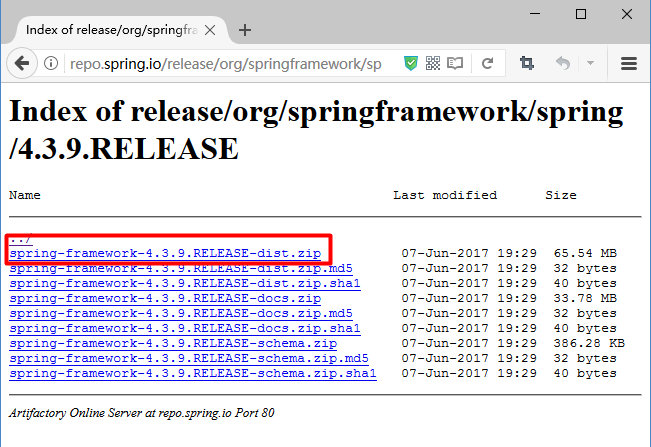 Index of release/org/springfra
repo.spring.io/release/org/springframework/sp
Index of release/org/springframework/spring
/4.3.9.RELEASE
Name Last modified Size
../
spring-framework-4.3.9.RELEASE-dist.zip 07-Jun-2017 19:29 65.54 MB
spring-framework-4.3.9.RELEASE-dist.zip.md5 07-Jun-2017 19:29 32 bytes
spring-framework-4.3.9.RELEASE-dist.zip.sha1 07-Jun-2017 19:29 40 bytes
spring-framework-4.3.9.RELEASE-docs.zip 07-Jun-2017 19:29 33.78 MB
spring-framework-4.3.9.RELEASE-docs.zip.md5 07-Jun-2017 19:29 32 bytes
spring-framework-4.3.9.RELEASE-docs.zip.sha1 07-Jun-2017 19:29 40 bytes
spring-framework-4.3.9.RELEASE-schema.zip 07-Jun-2017 19:29 386.28 KB
spring-framework-4.3.9.RELEASE-schema.zip.md5 07-Jun-2017 19:29 32 bytes
spring-framework-4.3.9.RELEASE-schema.zip.sha1 07-Jun-2017 19:29 40 bytes
Artifactory Online Server at repo.spring.io Port 80